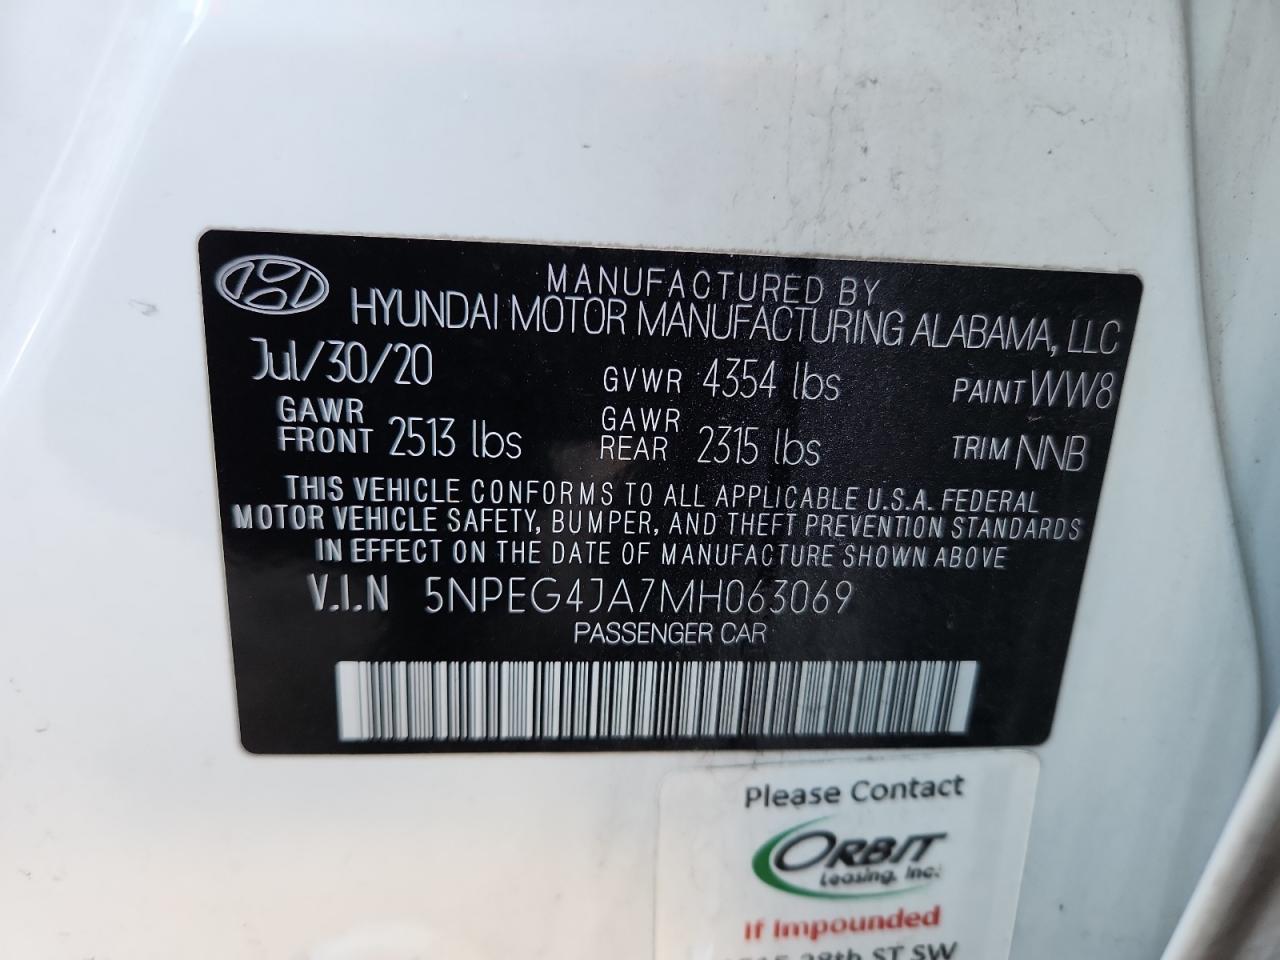 MANUFACTURED BY
HYUNDAI MOTOR MANUFACTURING ALABAMA, LLC
Jul/30/20 GVWR 4354 lbs PAINT WW8
GAWR FRONT 2513 lbs GAWR REAR 2315 lbs TRIM NNB
THIS VEHICLE CONFORMS TO ALL APPLICABLE U.S.A. FEDERAL
MOTOR VEHICLE SAFETY, BUMPER, AND THEFT PREVENTION STANDARDS
IN EFFECT ON THE DATE OF MANUFACTURE SHOWN ABOVE
V.I.N 5NPEG4JA7MH063069
PASSENGER CAR
Please Contact
ORBIT
Leasing, Inc.
If Impounded
28th ST SW